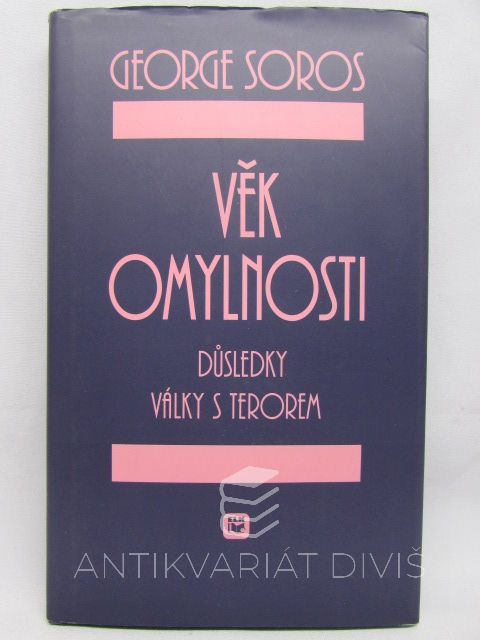 GEORGE SOROS
VĚK
OMYLNOSTI
DŮSLEDKY
VÁLKY S TEROREM
ANTIKVARIÁT DIVIŠ